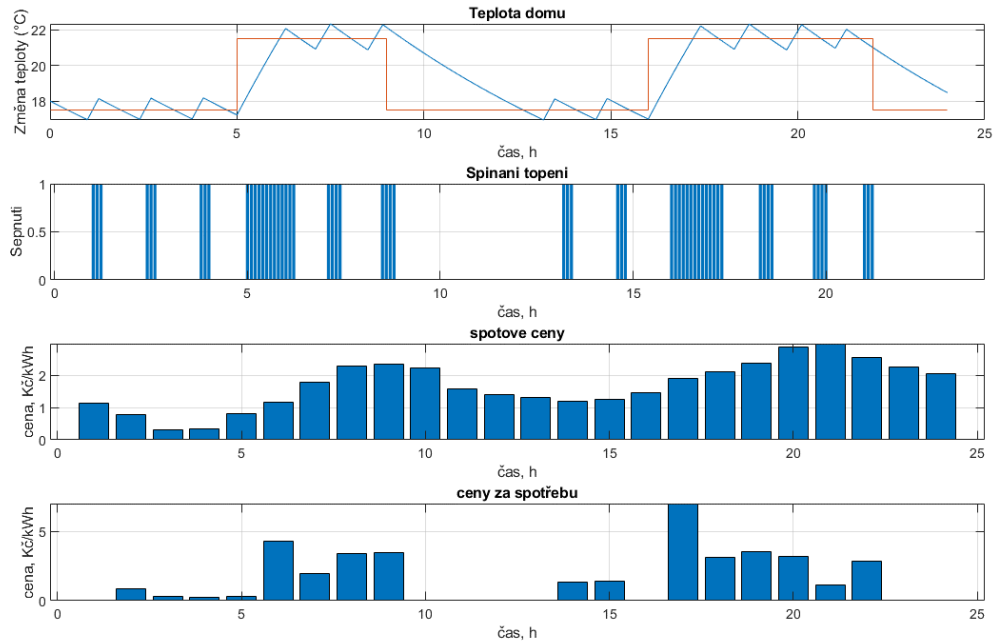 Teplota domu
Změna teploty (°C)
22
20
18
0 5 10 15 20 25
čas, h
Spinani topeni
Sepnuti
1
0.5
0
0 5 10 15 20
čas, h
spotove ceny
cena, Kč/kWh
2
1
0
0 5 10 15 20 25
čas, h
ceny za spotřebu
cena, Kč/kWh
5
0
0 5 10 15 20 25
čas, h